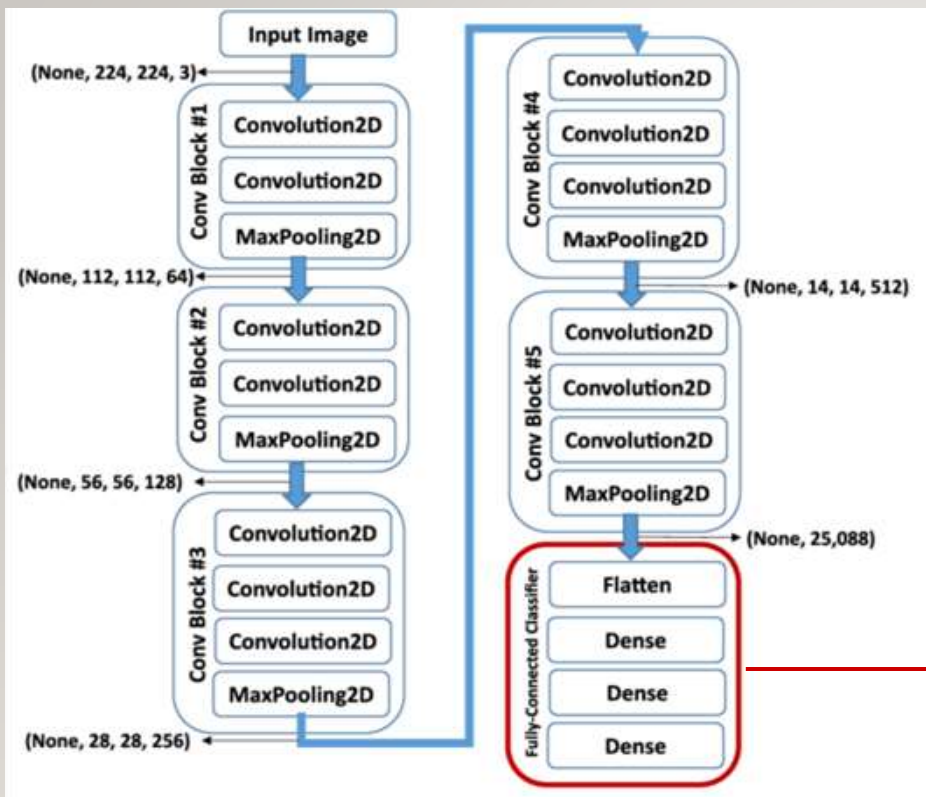 Input Image
(None, 224, 224, 3)
Conv Block #1
Convolution2D
Convolution2D
MaxPooling2D
(None, 112, 112, 64)
Conv Block #2
Convolution2D
Convolution2D
MaxPooling2D
(None, 56, 56, 128)
Conv Block #3
Convolution2D
Convolution2D
Convolution2D
MaxPooling2D
(None, 28, 28, 256)
Conv Block #4
Convolution2D
Convolution2D
Convolution2D
MaxPooling2D
(None, 14, 14, 512)
Conv Block #5
Convolution2D
Convolution2D
Convolution2D
MaxPooling2D
(None, 25,088)
Fully-Connected Classifier
Flatten
Dense
Dense
Dense